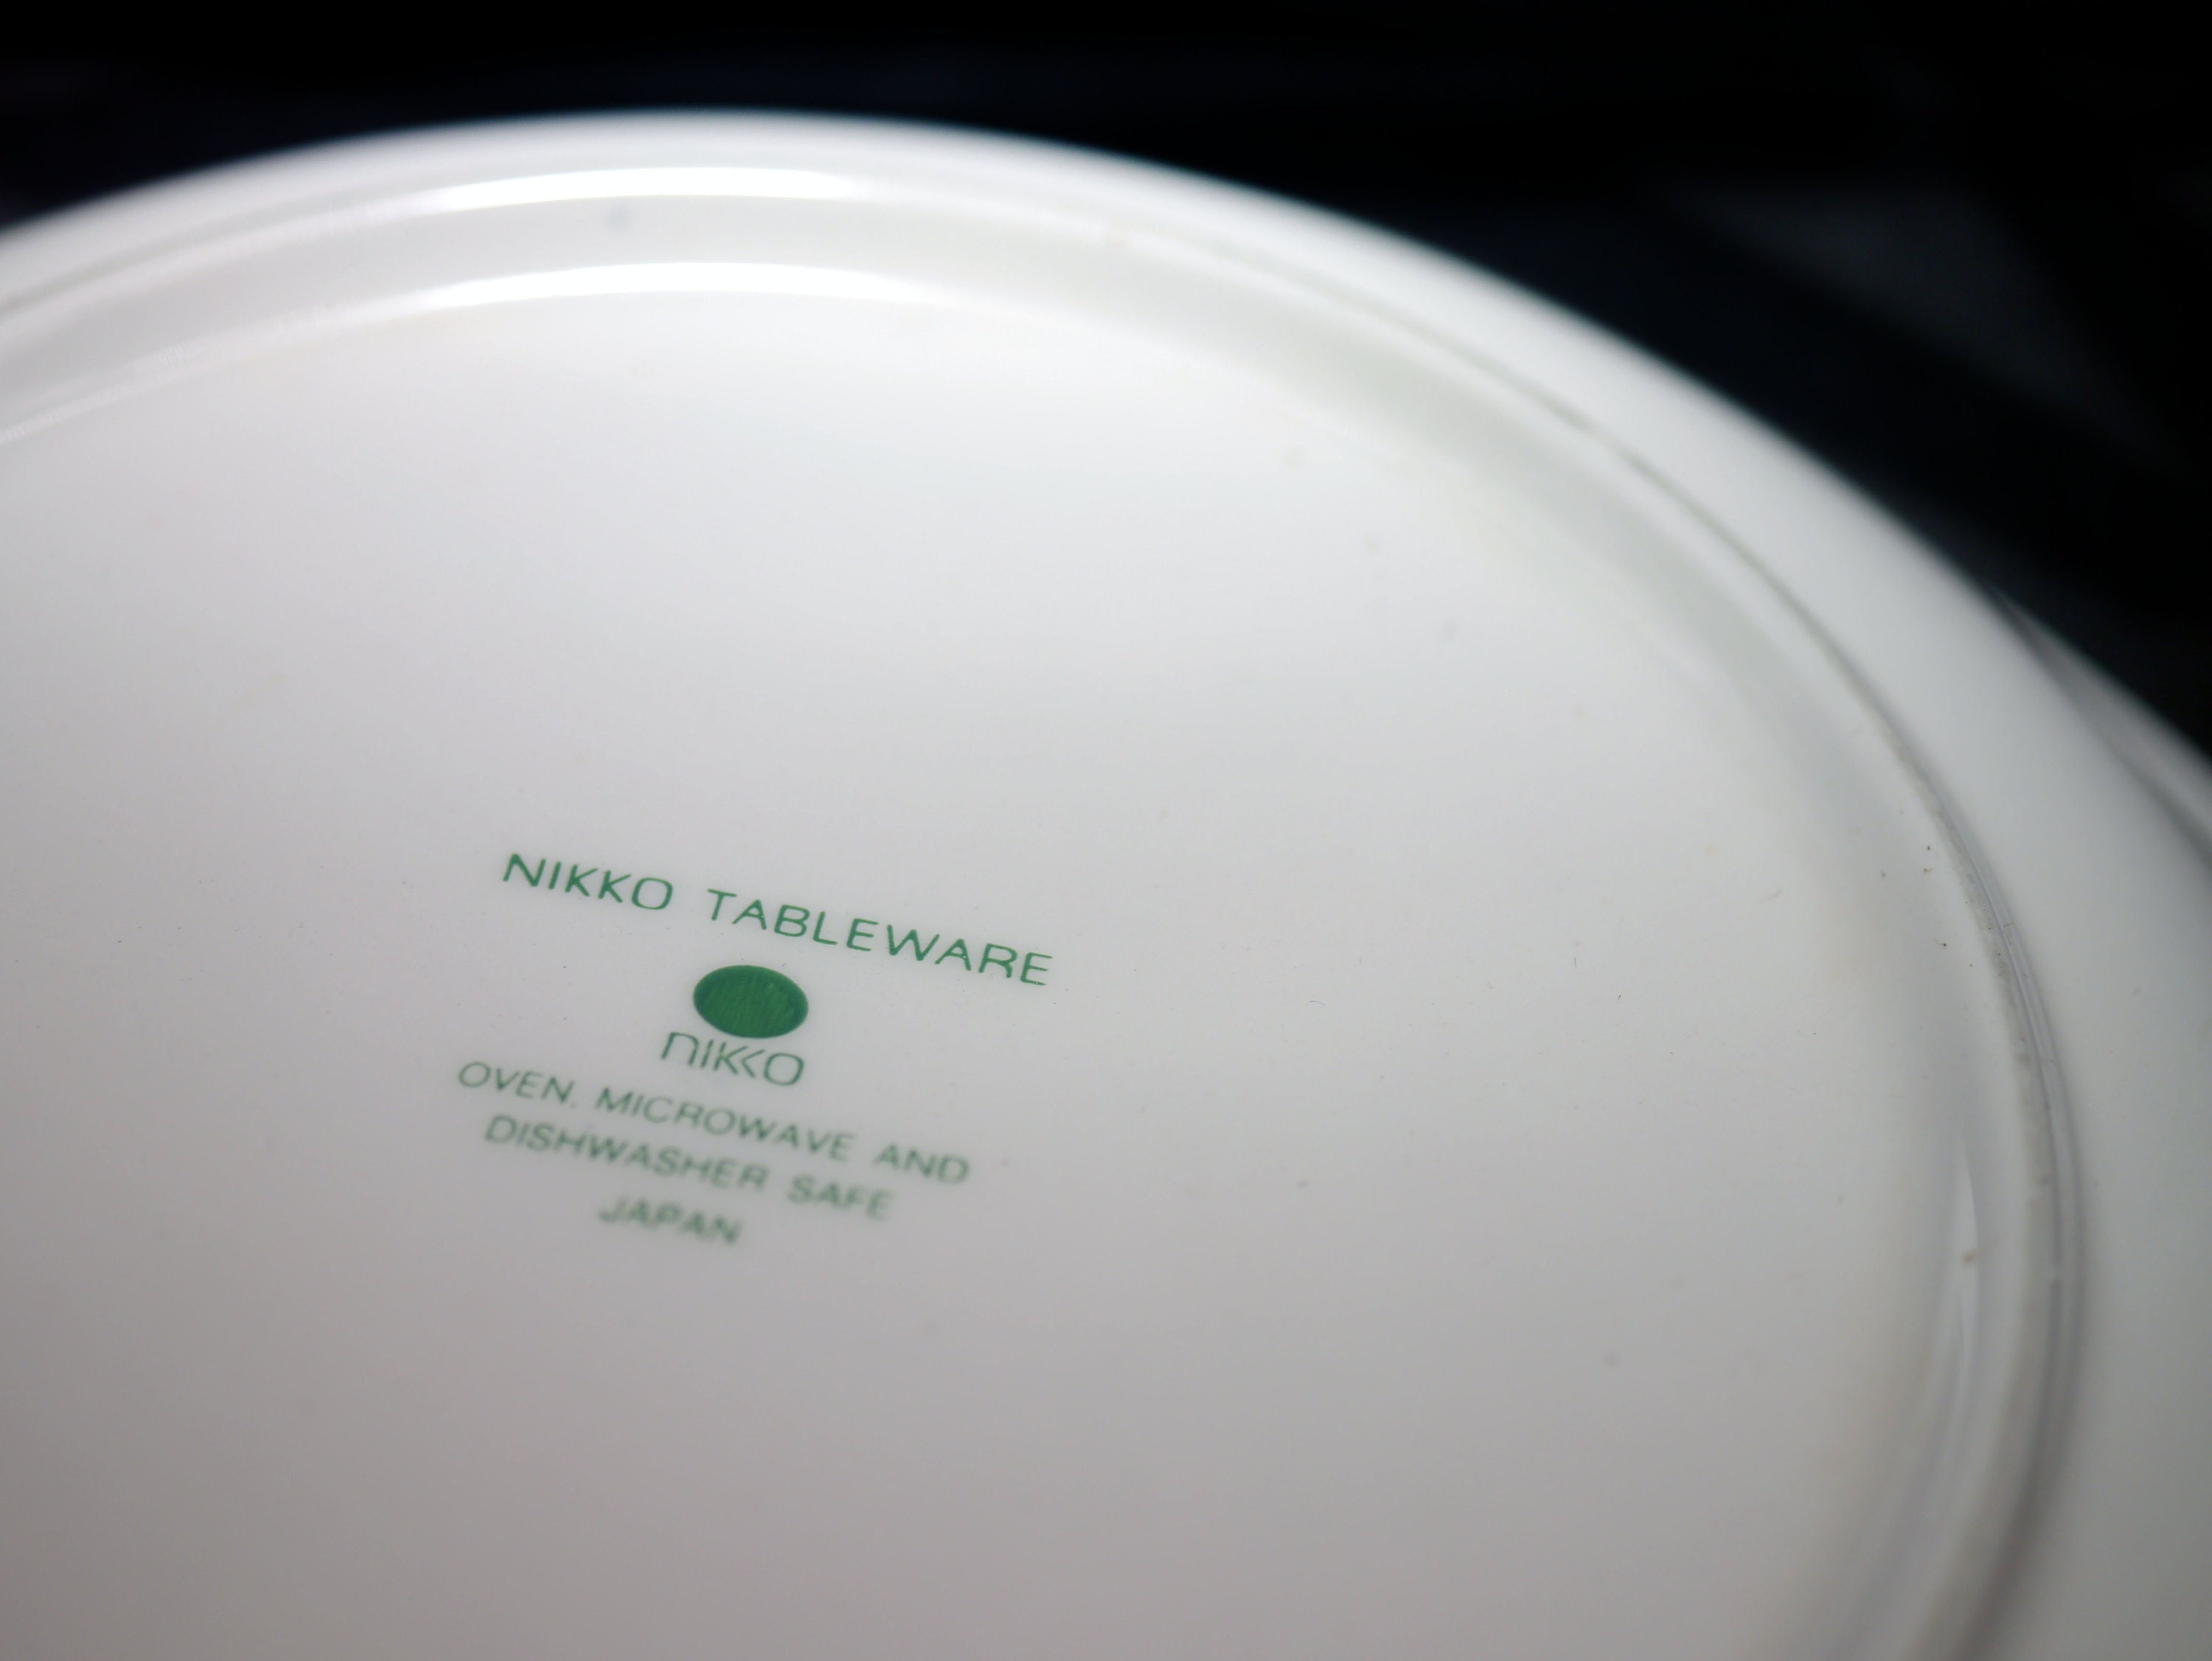 NIKKO TABLEWARE
nikko
OVEN, MICROWAVE AND
DISHWASHER SAFE
JAPAN